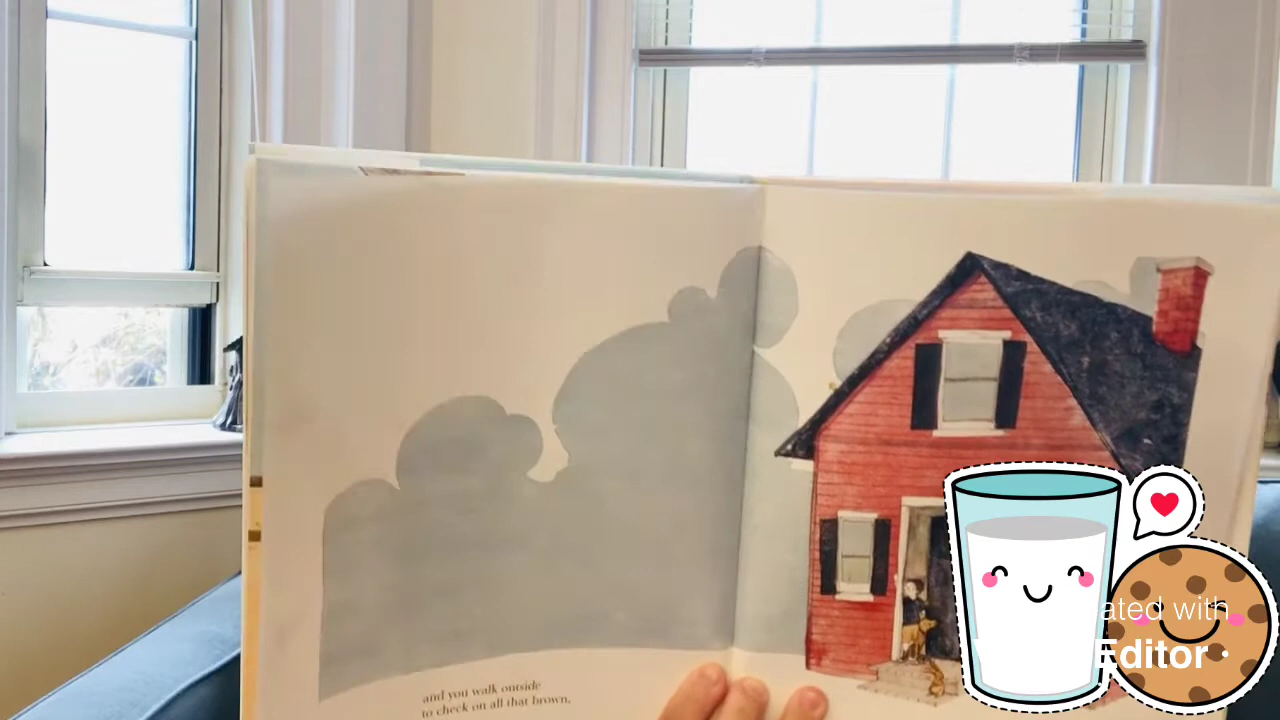 and you walk outside
to check on all that brown,
ated with
Editor ·